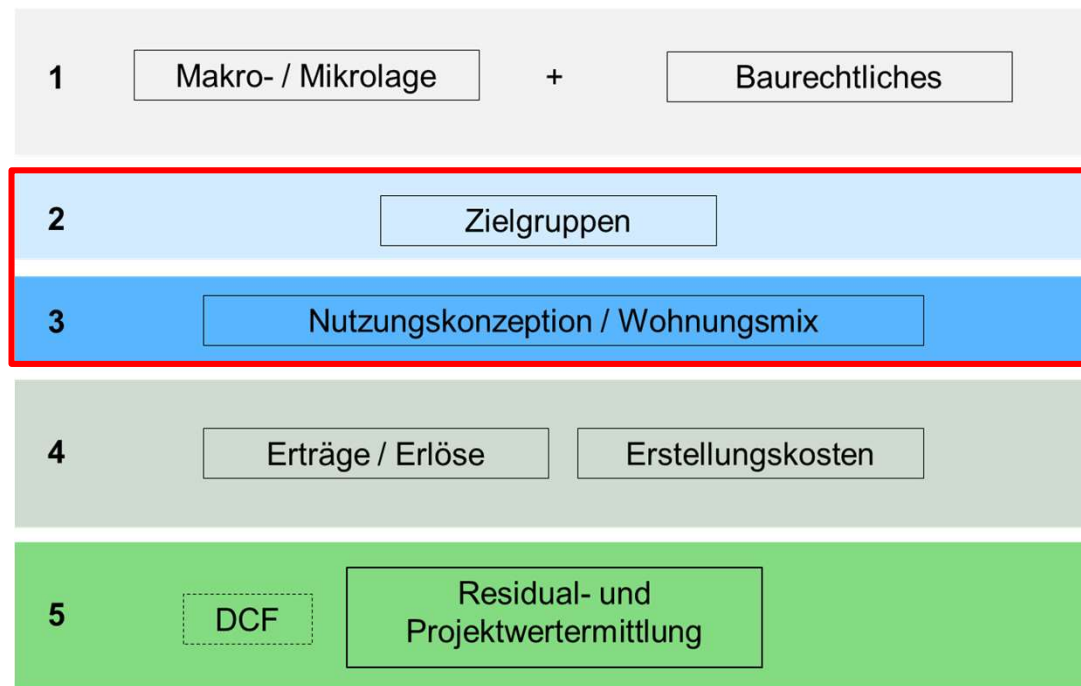 1 Makro- / Mikrolage + Baurechtliches
2 Zielgruppen
3 Nutzungskonzeption / Wohnungsmix
4 Erträge / Erlöse Erstellungskosten
5 DCF Residual- und
Projektwertermittlung